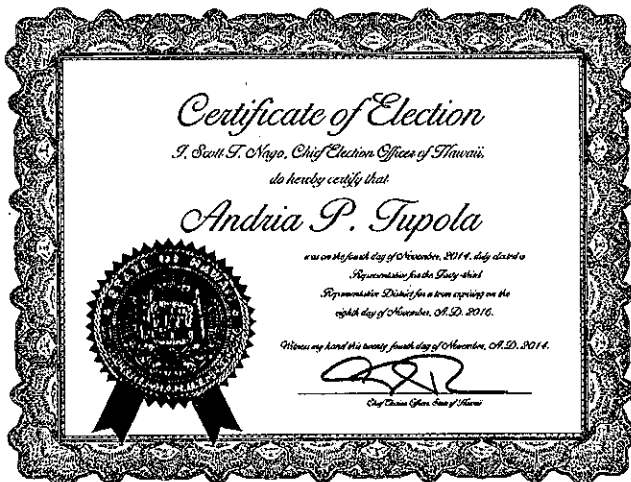 Certificate of Election
I, Scott T. Nago, Chief Election Officer of Hawaii,
do hereby certify that
Andria P. Tupola
was on the fourth day of November, 2014, duly elected a
Representative for the Forty-third
Representative District for a term expiring on the
eighth day of November, A.D. 2016.
Witness my hand this twenty fourth day of November, A.D. 2014.
Chief Election Officer, State of Hawaii
STATE OF HAWAII